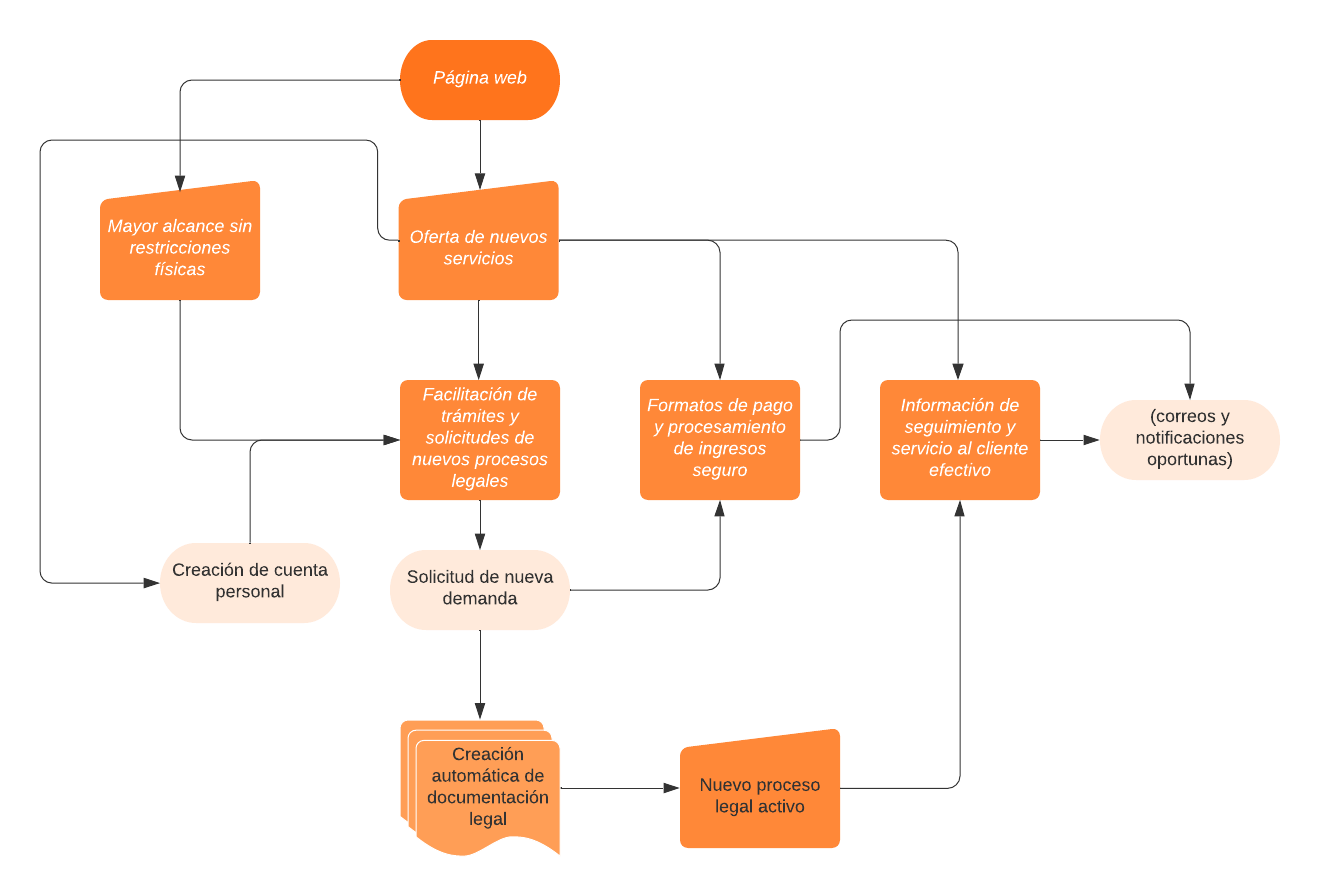 Página web
Mayor alcance sin
restricciones
físicas
Oferta de nuevos
servicios
Facilitación de
trámites y
solicitudes de
nuevos procesos
legales
Formatos de pago
y procesamiento
de ingresos
seguro
Información de
seguimiento y
servicio al cliente
efectivo
(correos y
notificaciones
oportunas)
Creación de cuenta
personal
Solicitud de nueva
demanda
Creación
automática de
documentación
legal
Nuevo proceso
legal activo